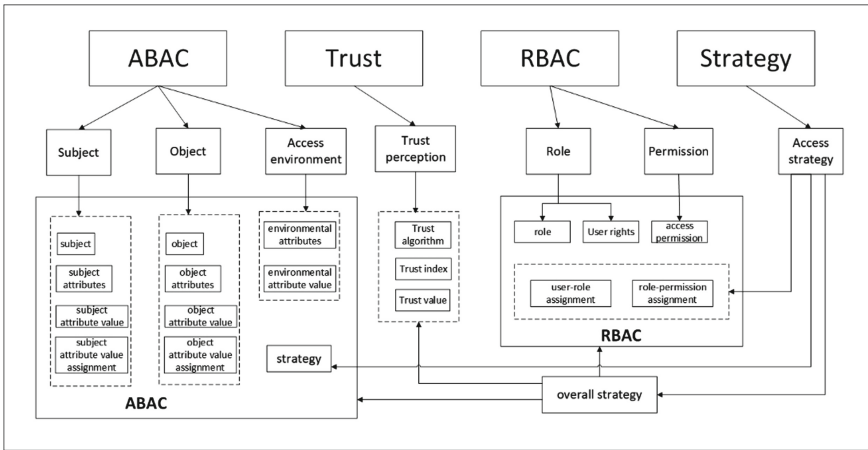 ABAC
Trust
RBAC
Strategy
Subject
Object
Access
environment
Trust
perception
Role
Permission
Access
strategy
subject
subject
attributes
subject
attribute value
subject
attribute value
assignment
object
object
attributes
object
attribute value
object
attribute value
assignment
environmental
attributes
environmental
attribute value
strategy
ABAC
Trust
algorithm
Trust index
Trust value
role
User rights
access
permission
user-role
assignment
role-permission
assignment
RBAC
overall strategy